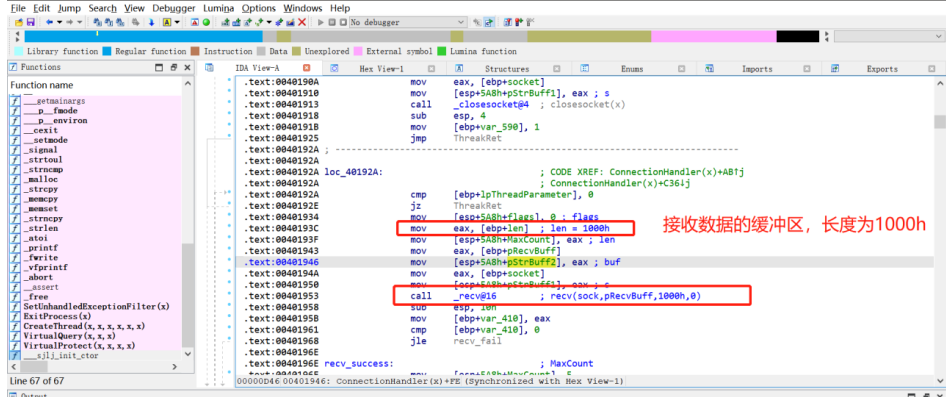 File Edit Jump Search View Debugger Lumina Options Windows Help
No debugger
Library function Regular function Instruction Data Unexplored External symbol Lumina function
Functions
IDA View-A Hex View-1 Structures Enums Imports Exports
Function name
___getmainargs
___p__fmode
___p__environ
__cexit
__setmode
_signal
_strtoul
_strncmp
_malloc
_strcpy
_memcpy
_memset
_strncpy
_strlen
_atoi
_printf
_fwrite
_vfprintf
_abort
__assert
_free
SetUnhandledExceptionFilter(x)
ExitProcess(x)
CreateThread(x,x,x,x,x,x)
VirtualQuery(x,x,x)
VirtualProtect(x,x,x,x)
___sjlj_init_ctor
Line 67 of 67
.text:0040190A mov eax, [ebp+socket]
.text:00401910 mov [esp+5A8h+pStrBuff1], eax ; s
.text:00401913 call _closesocket@4 ; closesocket(x)
.text:00401918 sub esp, 4
.text:0040191B mov [ebp+var_590], 1
.text:00401925 jmp ThreakRet
.text:0040192A ; ---------------------------------------------------------------------------
.text:0040192A
.text:0040192A loc_40192A: ; CODE XREF: ConnectionHandler(x)+AB↑j
.text:0040192A ; ConnectionHandler(x)+C36↓j
.text:0040192A cmp [ebp+lpThreadParameter], 0
.text:0040192E jz ThreakRet
.text:00401934 mov [esp+5A8h+flags], 0 ; flags
.text:0040193C mov eax, [ebp+len] ; len = 1000h
.text:0040193F mov [esp+5A8h+MaxCount], eax ; len
.text:00401943 mov eax, [ebp+pRecvBuff]
.text:00401946 mov [esp+5A8h+pStrBuff2], eax ; buf
.text:0040194A mov eax, [ebp+socket]
.text:00401950 mov [esp+5A8h+pStrBuff1], eax ; s
.text:00401953 call _recv@16 ; recv(sock,pRecvBuff,1000h,0)
.text:00401958 sub esp, 10h
.text:0040195B mov [ebp+var_410], eax
.text:00401961 cmp [ebp+var_410], 0
.text:00401968 jle recv_fail
.text:0040196E
.text:0040196E recv_success: ; MaxCount
.text:0040196E mov [esp+5A8h+MaxCount], 5
00000D46 00401946: ConnectionHandler(x)+FE (Synchronized with Hex View-1)
接收数据的缓冲区，长度为1000h
Output